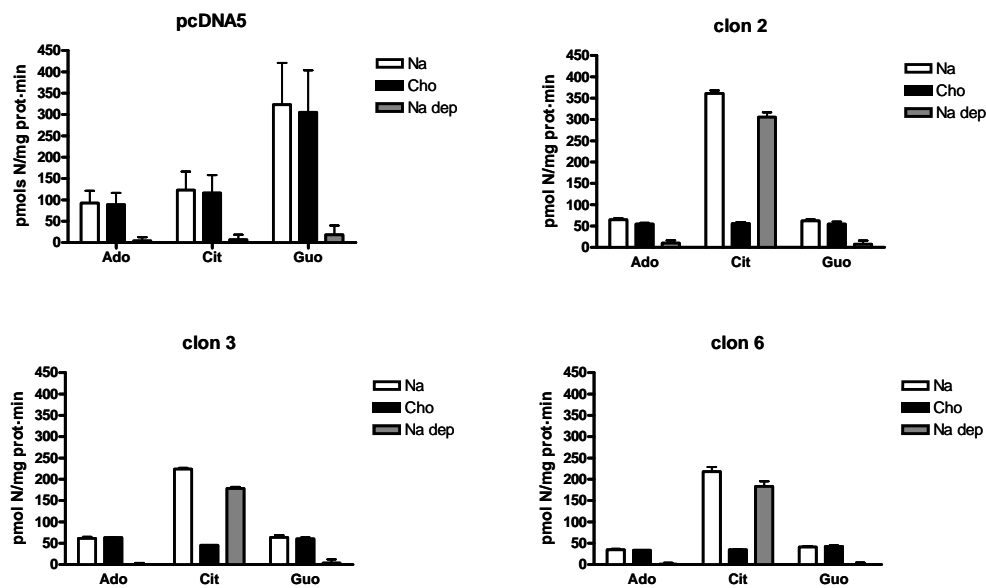 pcDNA5
pmols N/mg prot·min
450
400
350
300
250
200
150
100
50
0
Ado
Cit
Guo
Na
Cho
Na dep
clon 2
pmol N/mg prot·min
450
400
350
300
250
200
150
100
50
0
Ado
Cit
Guo
Na
Cho
Na dep
clon 3
pmol N/mg prot·min
450
400
350
300
250
200
150
100
50
0
Ado
Cit
Guo
Na
Cho
Na dep
clon 6
pmol N/mg prot·min
450
400
350
300
250
200
150
100
50
0
Ado
Cit
Guo
Na
Cho
Na dep